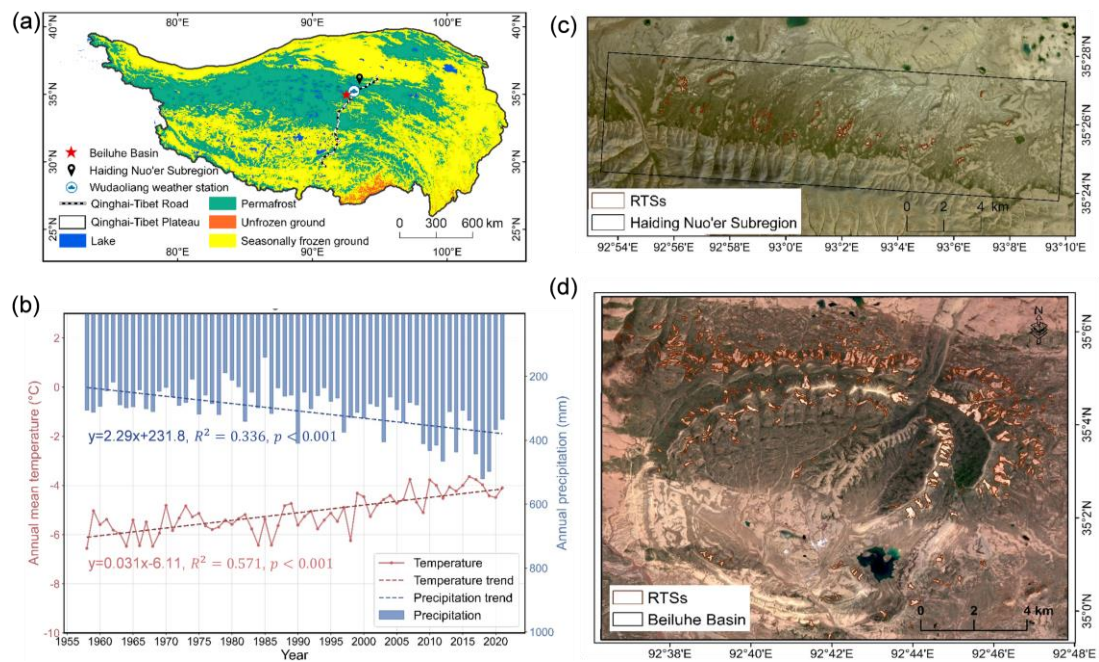 (a)
80°E 90°E 100°E
40°N
35°N
30°N
25°N
40°N
35°N
30°N
25°N
Beiluhe Basin
Haiding Nuo'er Subregion
Wudaoliang weather station
Qinghai-Tibet Road
Qinghai-Tibet Plateau
Lake
Permafrost
Unfrozen ground
Seasonally frozen ground
0 300 600 km
80°E 90°E 100°E
(b)
Annual mean temperature (°C)
2
0
-2
-4
-6
-8
-10
y=2.29x+231.8, R² = 0.336, p < 0.001
y=0.031x-6.11, R² = 0.571, p < 0.001
Temperature
Temperature trend
Precipitation trend
Precipitation
200
400
600
800
1000
Annual precipitation (mm)
1955 1960 1965 1970 1975 1980 1985 1990 1995 2000 2005 2010 2015 2020
Year
(c)
35°28'N
35°26'N
35°24'N
RTSs
Haiding Nuo'er Subregion
0 2 4 km
92°54'E 92°56'E 92°58'E 93°0'E 93°2'E 93°4'E 93°6'E 93°8'E 93°10'E
(d)
N
35°6'N
35°4'N
35°2'N
35°0'N
RTSs
Beiluhe Basin
0 2 4 km
92°38'E 92°40'E 92°42'E 92°44'E 92°46'E 92°48'E